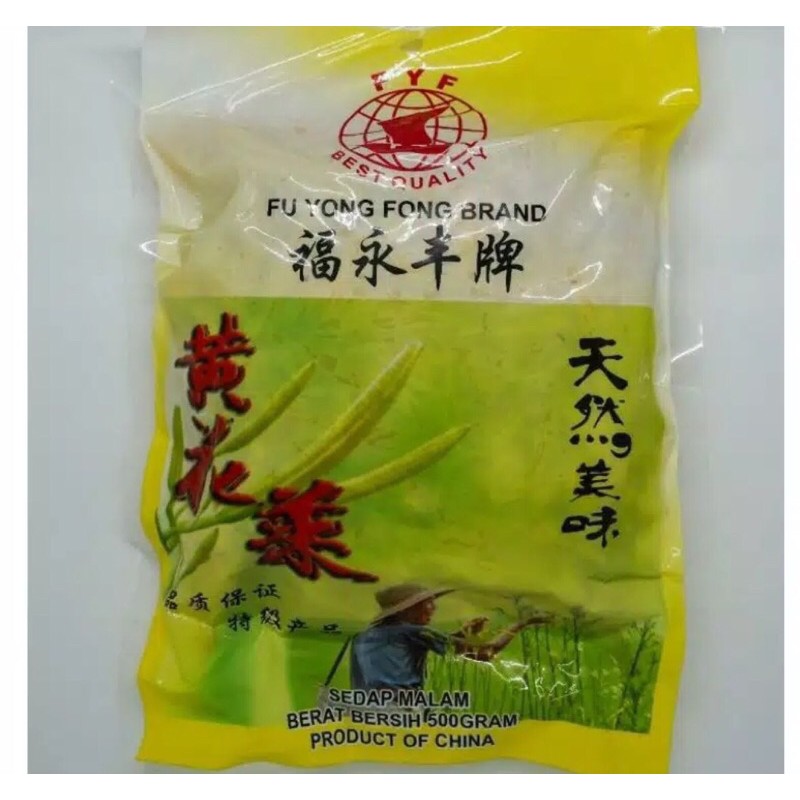 FYF
BEST QUALITY
FU YONG FONG BRAND
福永丰牌
黄花菜
天然美味
品质保证
特级产品
SEDAP MALAM
BERAT BERSIH 500GRAM
PRODUCT OF CHINA